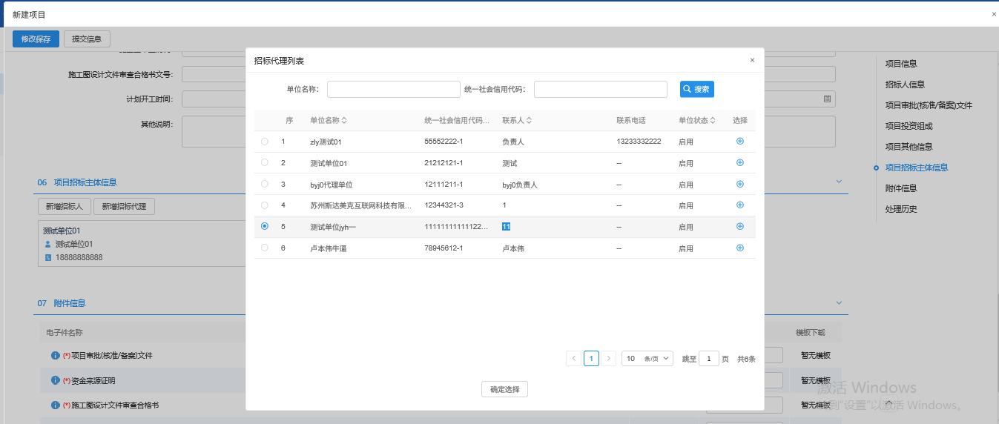 新建项目
×
修改保存 提交信息
施工图设计文件审查合格书文号：
计划开工时间：
其他说明：
06 项目招标主体信息
新增招标人 新增招标代理
测试单位01
测试单位01
18888888888
07 附件信息
电子件名称 模板下载
(*)项目审批(核准/备案)文件 暂无模板
(*)资金来源证明 暂无模板
(*)施工图设计文件审查合格书 暂无模板
招标代理列表 ×
单位名称： 统一社会信用代码： 搜索
序 单位名称 统一社会信用代码... 联系人 联系电话 单位状态 选择
1 zly测试01 55552222-1 负责人 13233332222 启用
2 测试单位01 21212121-1 测试 -- 启用
3 byj0代理单位 12111211-1 byj0负责人 -- 启用
4 苏州斯达美克互联网科技有限... 12344321-3 1 -- 启用
5 测试单位jyh一 11111111111122... 11 -- 启用
6 卢本伟牛逼 78945612-1 卢本伟 -- 启用
1 10 条/页 跳至 1 页 共6条
确定选择
项目信息
招标人信息
项目审批(核准/备案)文件
项目投资组成
项目其他信息
项目招标主体信息
附件信息
处理历史
激活 Windows
转到"设置"以激活 Windows。